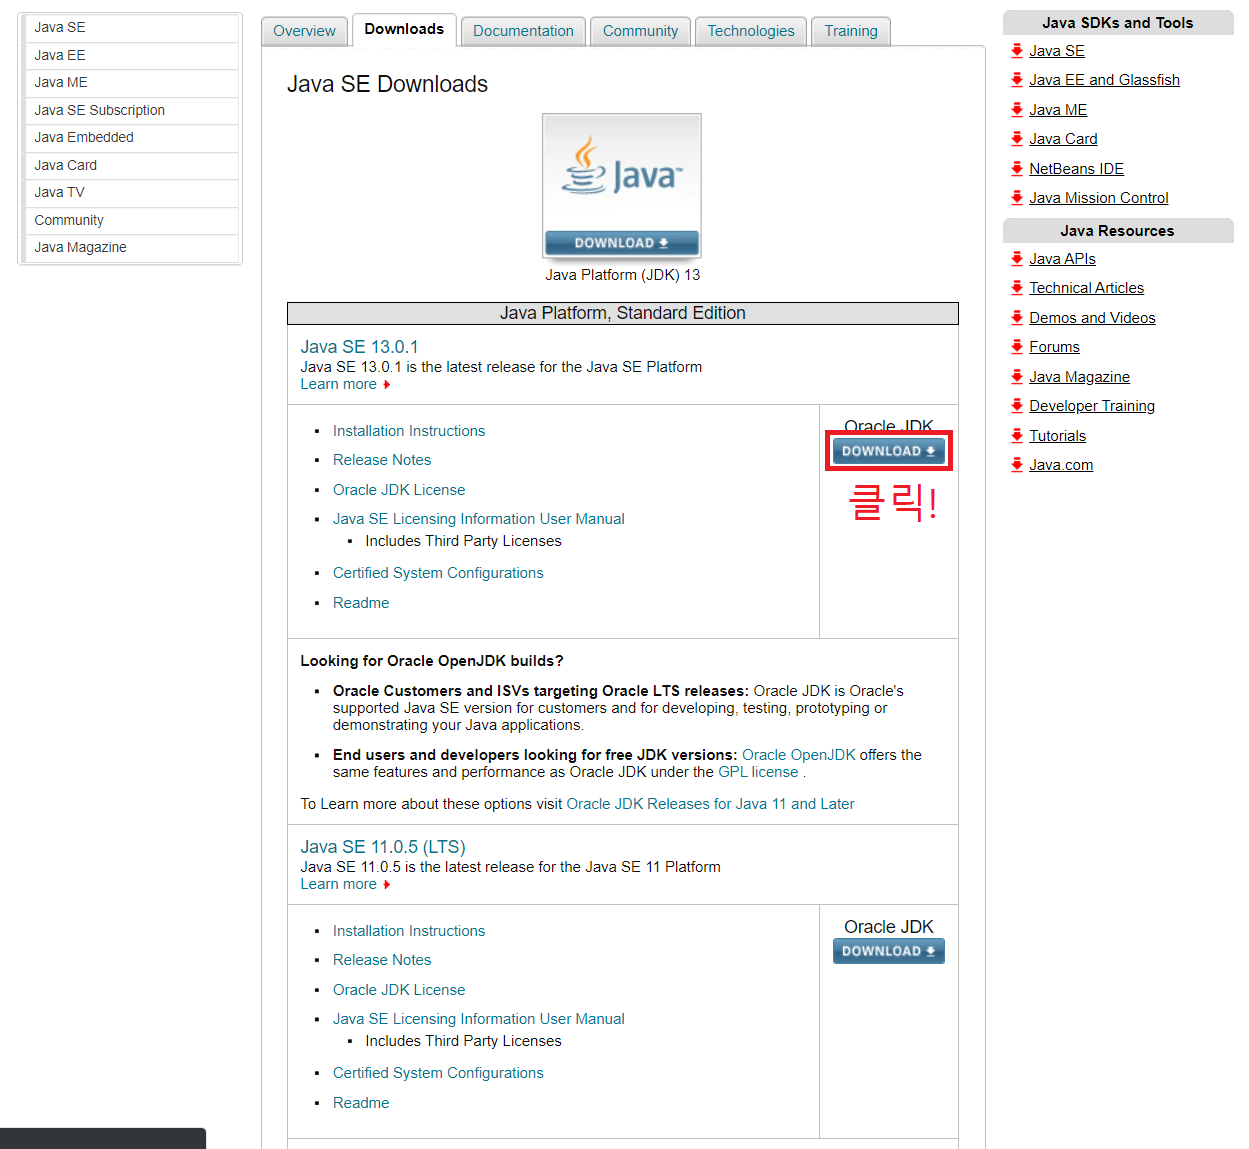 Java SE
Java EE
Java ME
Java SE Subscription
Java Embedded
Java Card
Java TV
Community
Java Magazine
Overview
Downloads
Documentation
Community
Technologies
Training
Java SE Downloads
Java™
DOWNLOAD
Java Platform (JDK) 13
Java Platform, Standard Edition
Java SE 13.0.1
Java SE 13.0.1 is the latest release for the Java SE Platform
Learn more
Installation Instructions
Release Notes
Oracle JDK License
Java SE Licensing Information User Manual
Includes Third Party Licenses
Certified System Configurations
Readme
Oracle JDK
DOWNLOAD
클릭!
Looking for Oracle OpenJDK builds?
Oracle Customers and ISVs targeting Oracle LTS releases: Oracle JDK is Oracle's
supported Java SE version for customers and for developing, testing, prototyping or
demonstrating your Java applications.
End users and developers looking for free JDK versions: Oracle OpenJDK offers the
same features and performance as Oracle JDK under the GPL license .
To Learn more about these options visit Oracle JDK Releases for Java 11 and Later
Java SE 11.0.5 (LTS)
Java SE 11.0.5 is the latest release for the Java SE 11 Platform
Learn more
Installation Instructions
Release Notes
Oracle JDK License
Java SE Licensing Information User Manual
Includes Third Party Licenses
Certified System Configurations
Readme
Oracle JDK
DOWNLOAD
Java SDKs and Tools
Java SE
Java EE and Glassfish
Java ME
Java Card
NetBeans IDE
Java Mission Control
Java Resources
Java APIs
Technical Articles
Demos and Videos
Forums
Java Magazine
Developer Training
Tutorials
Java.com